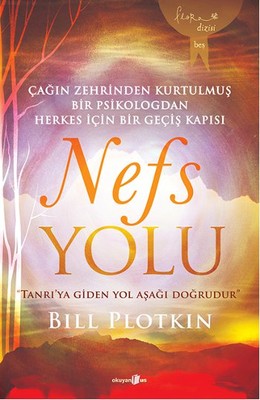 flora
dizisi
beş
ÇAĞIN ZEHRİNDEN KURTULMUŞ
BİR PSİKOLOGDAN
HERKES İÇİN BİR GEÇİŞ KAPISI
Nefs
YOLU
“TANRI'YA GİDEN YOL AŞAĞI DOĞRUDUR”
BILL PLOTKIN
okuyan us